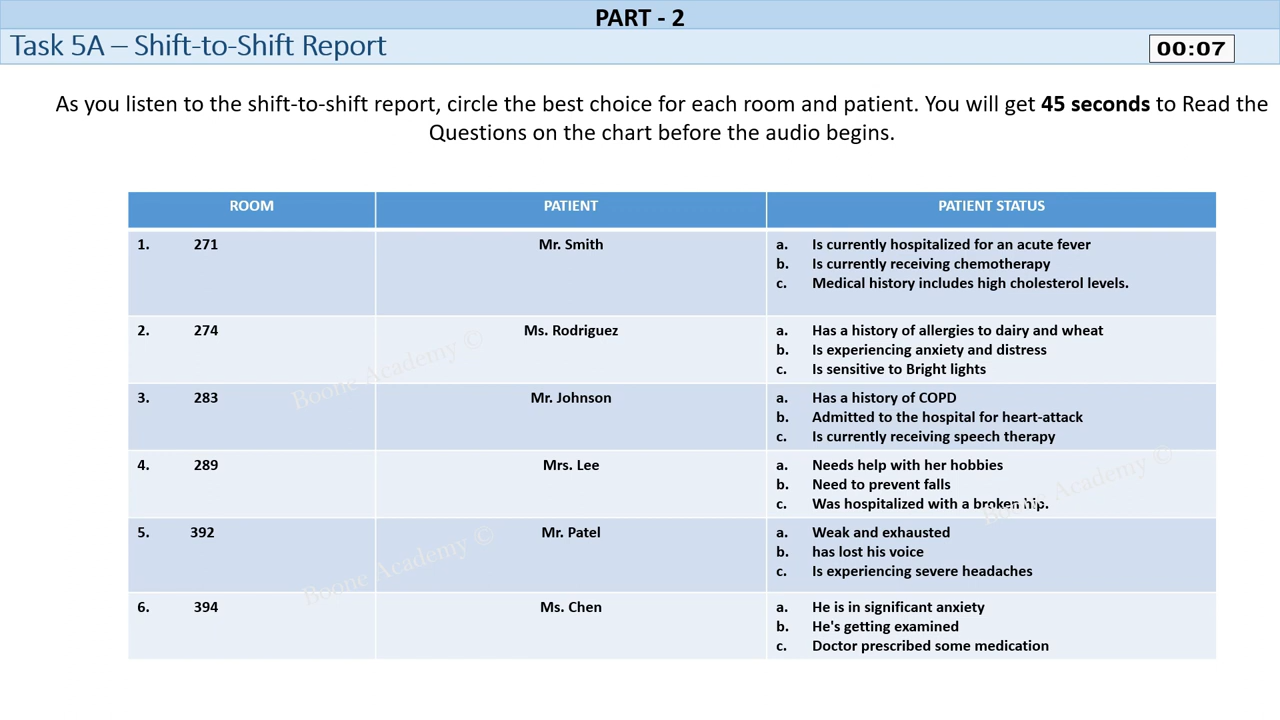 PART - 2
Task 5A – Shift-to-Shift Report
00:07
As you listen to the shift-to-shift report, circle the best choice for each room and patient. You will get 45 seconds to Read the
Questions on the chart before the audio begins.
ROOM PATIENT PATIENT STATUS
1. 271 Mr. Smith a. Is currently hospitalized for an acute fever
b. Is currently receiving chemotherapy
c. Medical history includes high cholesterol levels.
2. 274 Ms. Rodriguez a. Has a history of allergies to dairy and wheat
b. Is experiencing anxiety and distress
c. Is sensitive to Bright lights
3. 283 Mr. Johnson a. Has a history of COPD
b. Admitted to the hospital for heart-attack
c. Is currently receiving speech therapy
4. 289 Mrs. Lee a. Needs help with her hobbies
b. Need to prevent falls
c. Was hospitalized with a broken hip.
5. 392 Mr. Patel a. Weak and exhausted
b. has lost his voice
c. Is experiencing severe headaches
6. 394 Ms. Chen a. He is in significant anxiety
b. He's getting examined
c. Doctor prescribed some medication
Boone Academy ©
Boone Academy ©
Boone Academy ©